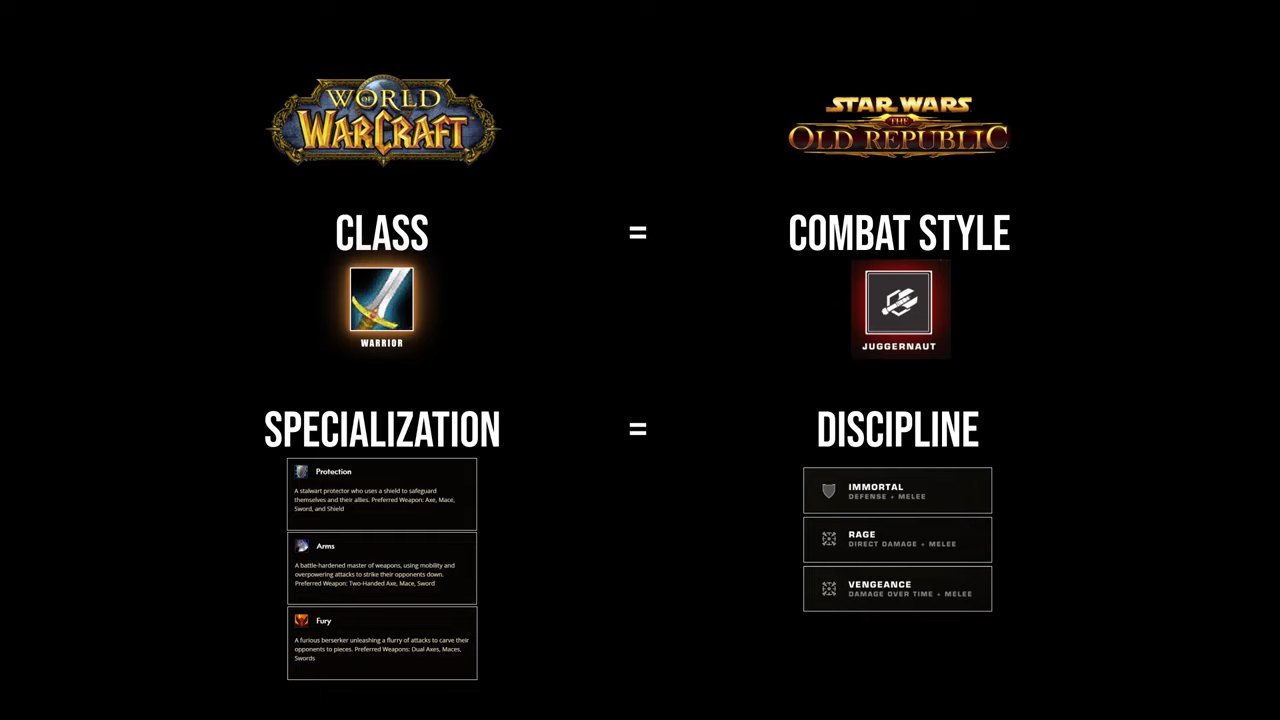 WORLD
OF
WARCRAFT
STAR WARS
THE
OLD REPUBLIC
CLASS
=
COMBAT STYLE
WARRIOR
JUGGERNAUT
SPECIALIZATION
=
DISCIPLINE
Protection
A stalwart protector who uses a shield to safeguard
themselves and their allies. Preferred Weapon: Axe, Mace,
Sword, and Shield
Arms
A battle-hardened master of weapons, using mobility and
overpowering attacks to strike their opponents down.
Preferred Weapon: Two-Handed Axe, Mace, Sword
Fury
A furious berserker unleashing a flurry of attacks to carve their
opponents to pieces. Preferred Weapons: Dual Axes, Maces,
Swords
IMMORTAL
DEFENSE + MELEE
RAGE
DIRECT DAMAGE + MELEE
VENGEANCE
DAMAGE OVER TIME + MELEE